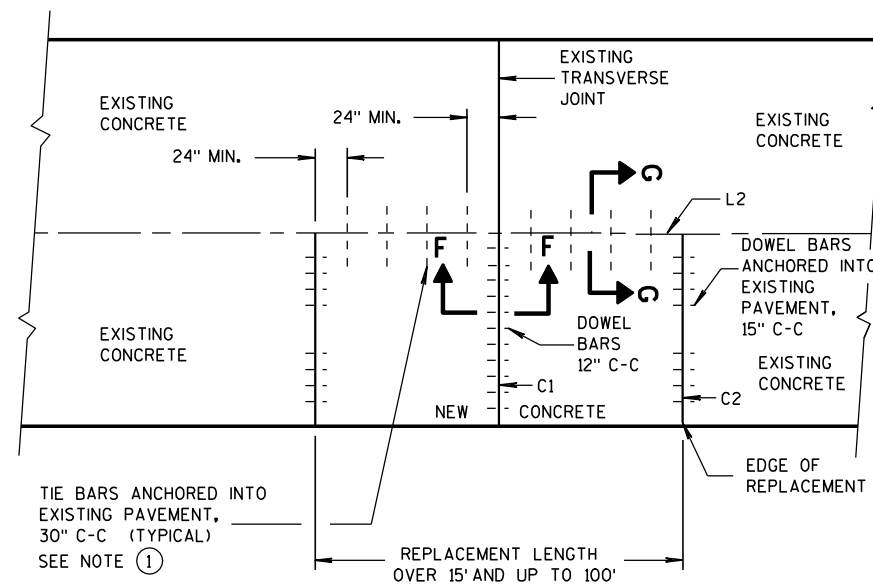 EXISTING
TRANSVERSE
JOINT
EXISTING
CONCRETE
24" MIN.
EXISTING
CONCRETE
24" MIN.
G
L2
F
F
G
DOWEL BARS
ANCHORED INTO
EXISTING
PAVEMENT,
15" C-C
EXISTING
CONCRETE
DOWEL
BARS
12" C-C
EXISTING
CONCRETE
C1
C2
NEW CONCRETE
EDGE OF
REPLACEMENT
TIE BARS ANCHORED INTO
EXISTING PAVEMENT,
30" C-C (TYPICAL)
SEE NOTE 1
REPLACEMENT LENGTH
OVER 15' AND UP TO 100'